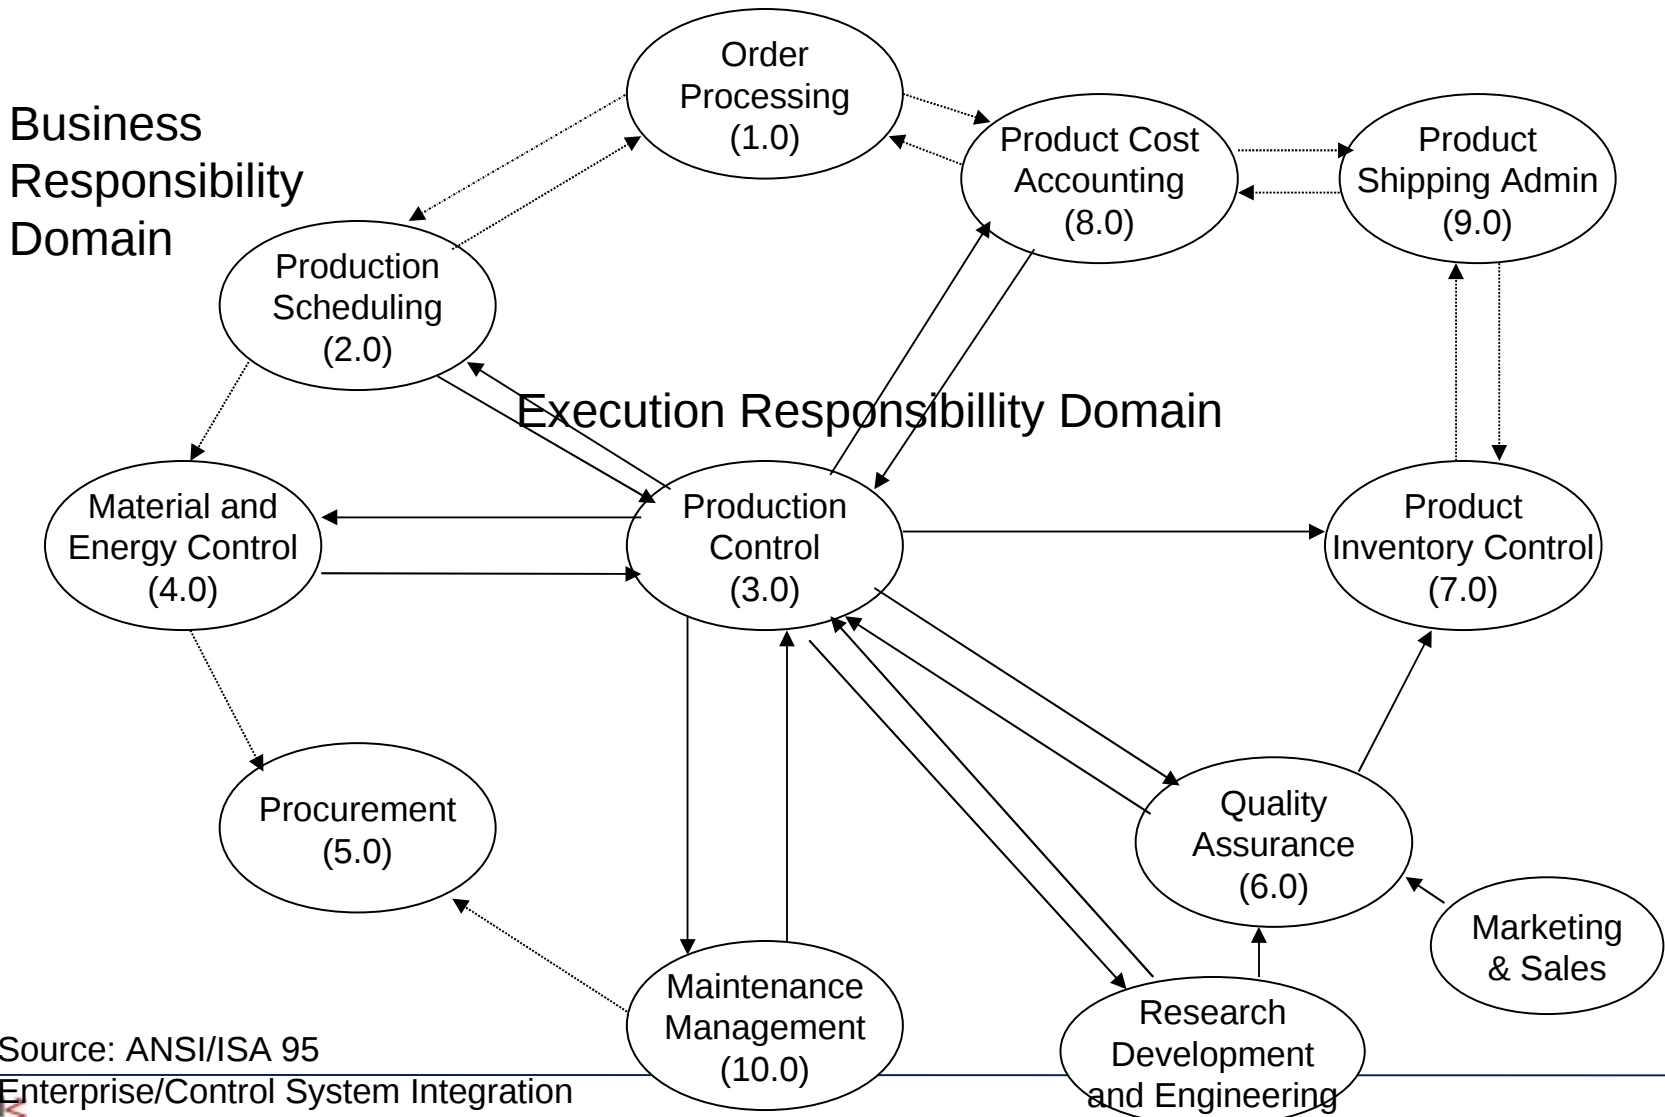 Order
Processing
(1.0)
Business
Responsibility
Domain
Product Cost
Accounting
(8.0)
Product
Shipping Admin
(9.0)
Production
Scheduling
(2.0)
Execution Responsibillity Domain
Material and
Energy Control
(4.0)
Production
Control
(3.0)
Product
Inventory Control
(7.0)
Procurement
(5.0)
Quality
Assurance
(6.0)
Marketing
& Sales
Maintenance
Management
(10.0)
Research
Development
and Engineering
Source: ANSI/ISA 95
Enterprise/Control System Integration